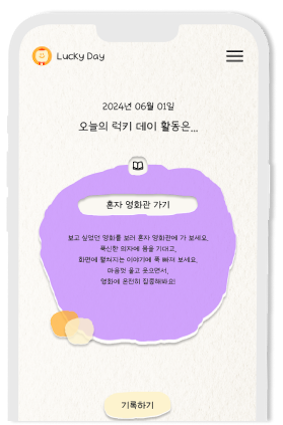 Lucky Day
2024년 06월 01일
오늘의 럭키 데이 활동은...
혼자 영화관 가기
보고 싶었던 영화를 보러 혼자 영화관에 가 보세요.
푹신한 의자에 몸을 기대고,
화면에 펼쳐지는 이야기에 푹 빠져 보세요.
마음껏 울고 웃으면서,
영화에 온전히 집중해봐요!
기록하기